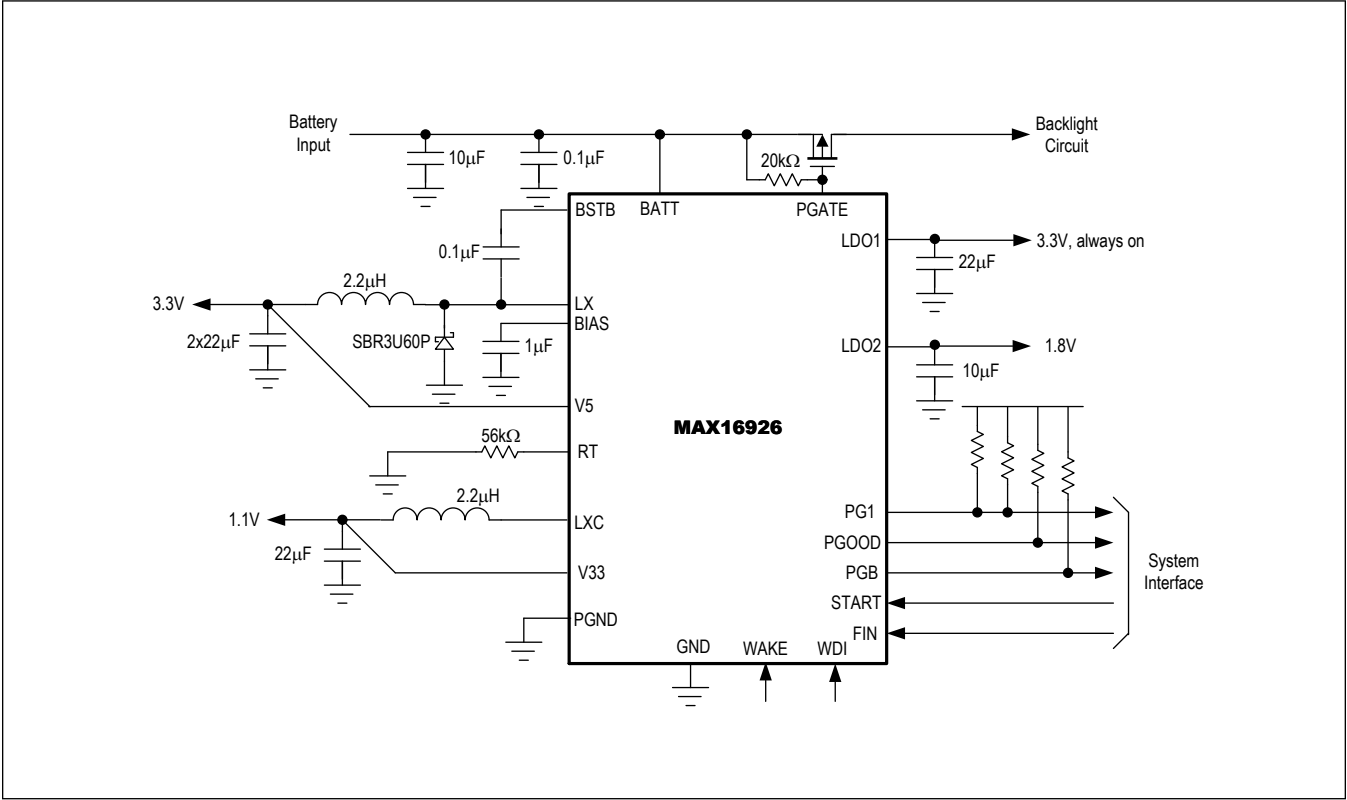 Battery
Input
10μF
0.1μF
20kΩ
Backlight
Circuit
BSTB
BATT
PGATE
0.1μF
LDO1
3.3V, always on
22μF
2.2μH
3.3V
LX
BIAS
2x22μF
SBR3U60P
1μF
LDO2
1.8V
10μF
V5
MAX16926
56kΩ
RT
2.2μH
1.1V
LXC
22μF
V33
PG1
PGOOD
PGB
START
FIN
System
Interface
PGND
GND
WAKE
WDI